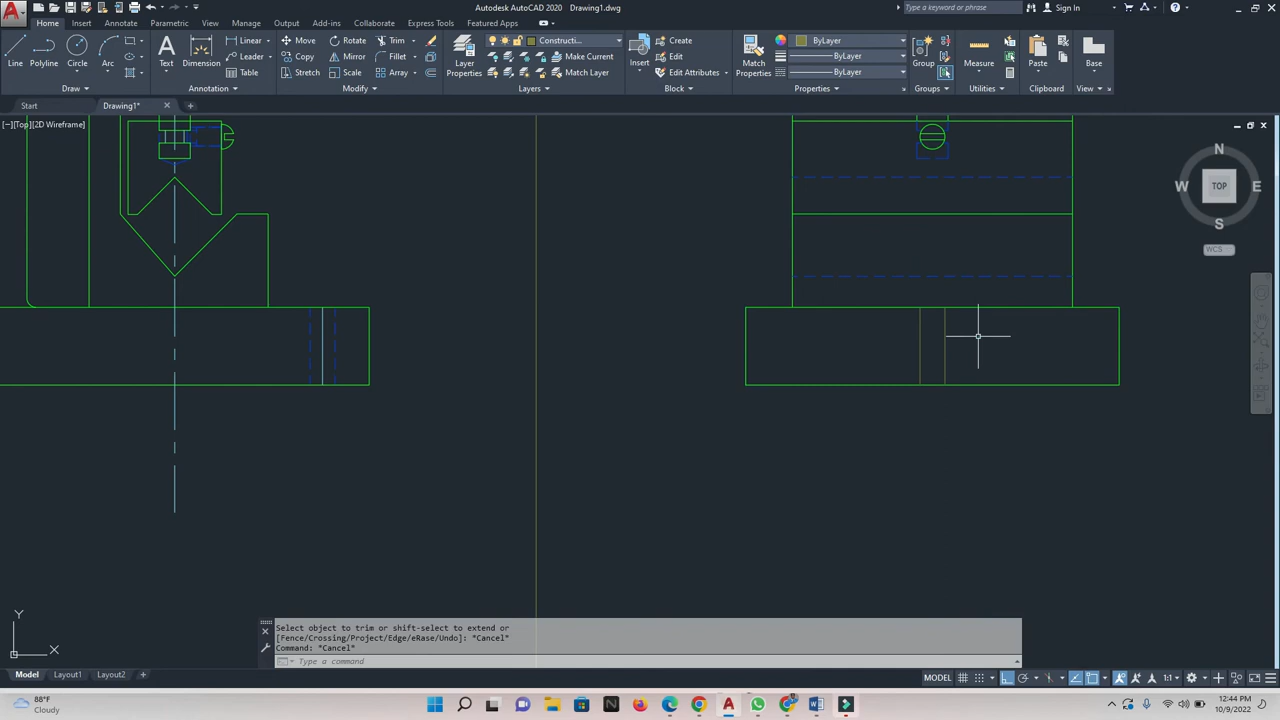 Autodesk AutoCAD 2020 Drawing1.dwg
Type a keyword or phrase
Sign In
Home Insert Annotate Parametric View Manage Output Add-ins Collaborate Express Tools Featured Apps
Line Polyline Circle Arc
Move Rotate Trim
Copy Mirror Fillet
Stretch Scale Array
Text Dimension
Linear
Leader
Table
Layer Properties
Constructi...
Make Current
Match Layer
Insert
Create
Edit
Edit Attributes
Match Properties
ByLayer
ByLayer
ByLayer
Group
Measure
Paste
Base
Draw Modify Annotation Layers Block Properties Groups Utilities Clipboard View
Start Drawing1*
[−][Top][2D Wireframe]
N
W TOP E
S
WCS
Y
X
Select object to trim or shift-select to extend or
[Fence/Crossing/Project/Edge/eRase/Undo]: *Cancel*
Command: *Cancel*
Type a command
Model Layout1 Layout2
MODEL
1:1
88°F
Cloudy
12:44 PM
10/9/2022